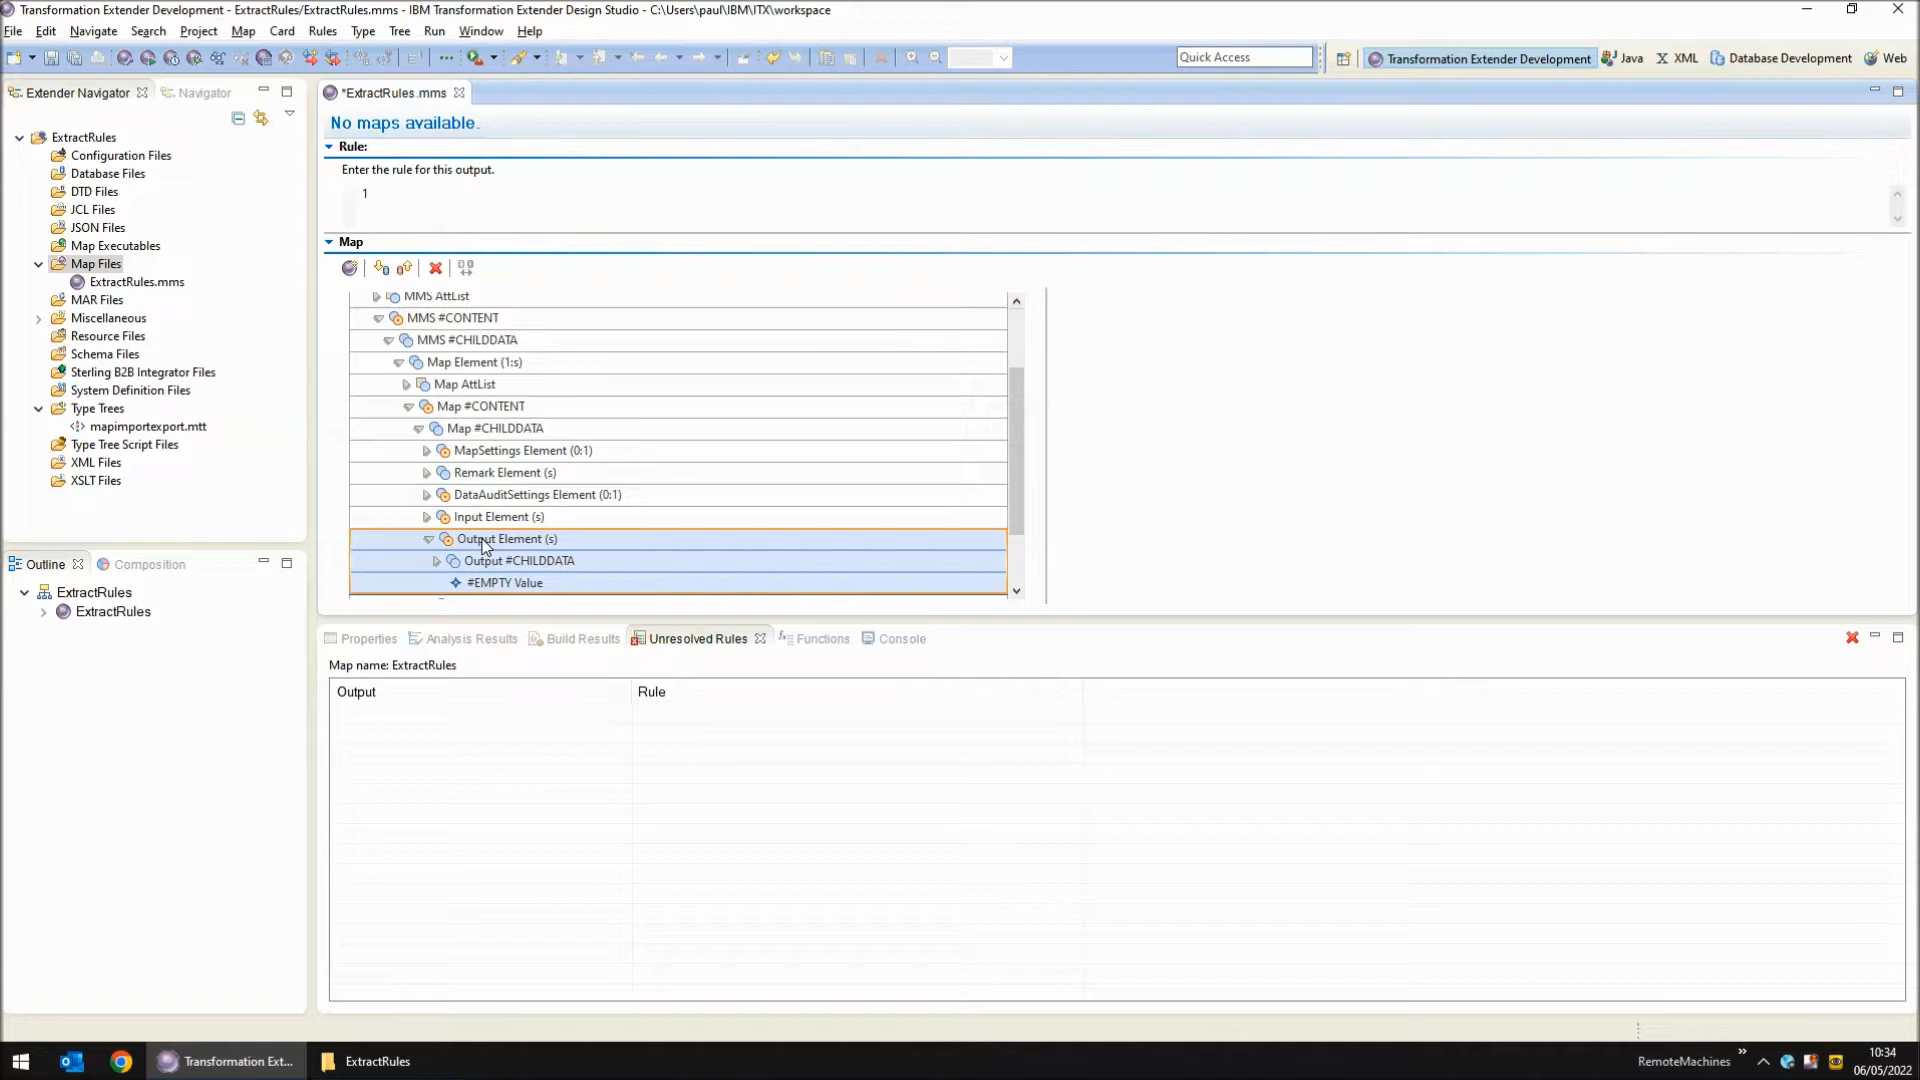 Transformation Extender Development - ExtractRules/ExtractRules.mms - IBM Transformation Extender Design Studio - C:\Users\paul\IBM\ITX\workspace
File Edit Navigate Search Project Map Card Rules Type Tree Run Window Help
Quick Access
Transformation Extender Development Java XML Database Development Web
Extender Navigator Navigator
ExtractRules
Configuration Files
Database Files
DTD Files
JCL Files
JSON Files
Map Executables
Map Files
ExtractRules.mms
MAR Files
Miscellaneous
Resource Files
Schema Files
Sterling B2B Integrator Files
System Definition Files
Type Trees
mapimportexport.mtt
Type Tree Script Files
XML Files
XSLT Files
Outline Composition
ExtractRules
ExtractRules
*ExtractRules.mms
No maps available.
Rule:
Enter the rule for this output.
1
Map
MMS AttList
MMS #CONTENT
MMS #CHILDDATA
Map Element (1:s)
Map AttList
Map #CONTENT
Map #CHILDDATA
MapSettings Element (0:1)
Remark Element (s)
DataAuditSettings Element (0:1)
Input Element (s)
Output Element (s)
Output #CHILDDATA
#EMPTY Value
Properties Analysis Results Build Results Unresolved Rules Functions Console
Map name: ExtractRules
Output Rule
Transformation Ext...
ExtractRules
RemoteMachines
10:34
06/05/2022